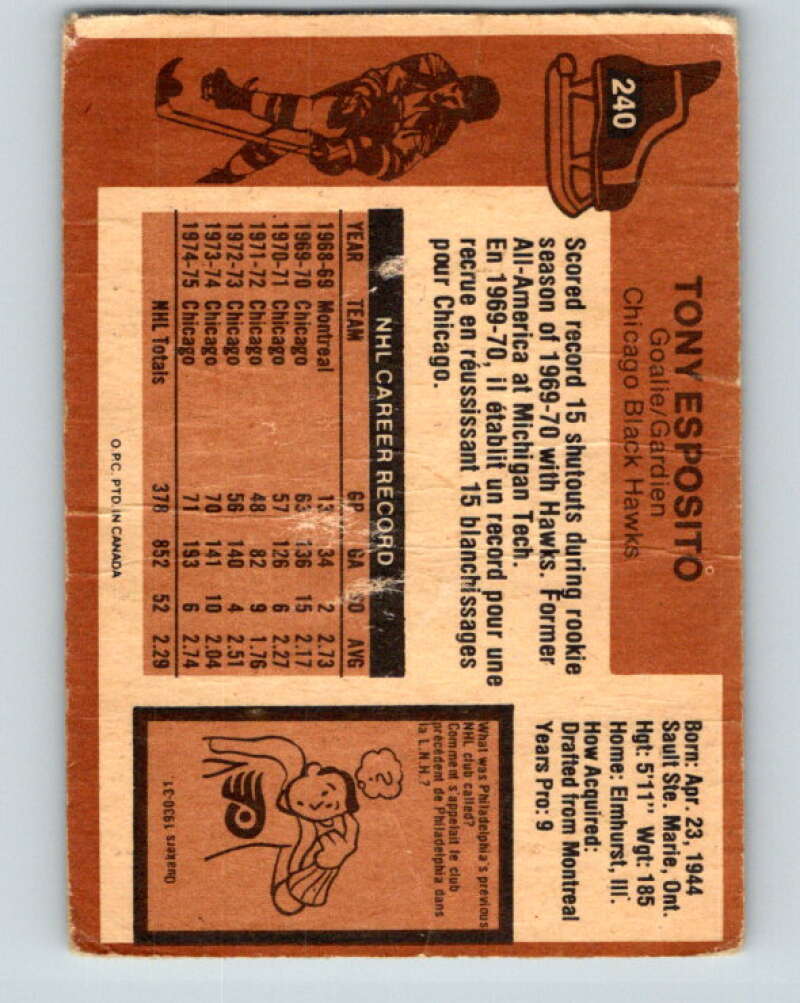 240
TONY ESPOSITO
Goalie/Gardien
Chicago Black Hawks
Born: Apr. 23, 1944
Sault Ste. Marie, Ont.
Hgt: 5'11" Wgt: 185
Home: Elmhurst, Ill.
How Acquired:
Drafted from Montreal
Years Pro: 9
Scored record 15 shutouts during rookie
season of 1969-70 with Hawks. Former
All-America at Michigan Tech.
En 1969-70, il établit un record pour une
recrue en réussissant 15 blanchissages
pour Chicago.
NHL CAREER RECORD
YEAR TEAM GP GA SO AVG
1968-69 Montreal 13 34 2 2.73
1969-70 Chicago 63 136 15 2.17
1970-71 Chicago 57 126 6 2.27
1971-72 Chicago 48 82 9 1.76
1972-73 Chicago 56 140 4 2.51
1973-74 Chicago 70 141 10 2.04
1974-75 Chicago 71 193 6 2.74
NHL Totals 378 852 52 2.29
What was Philadelphia's previous
NHL club called?
Comment s'appelait le club
précédent de Philadelphia dans
la L.N.H.?
?
Quakers 1930-31.
O.P.C. PTD. IN CANADA